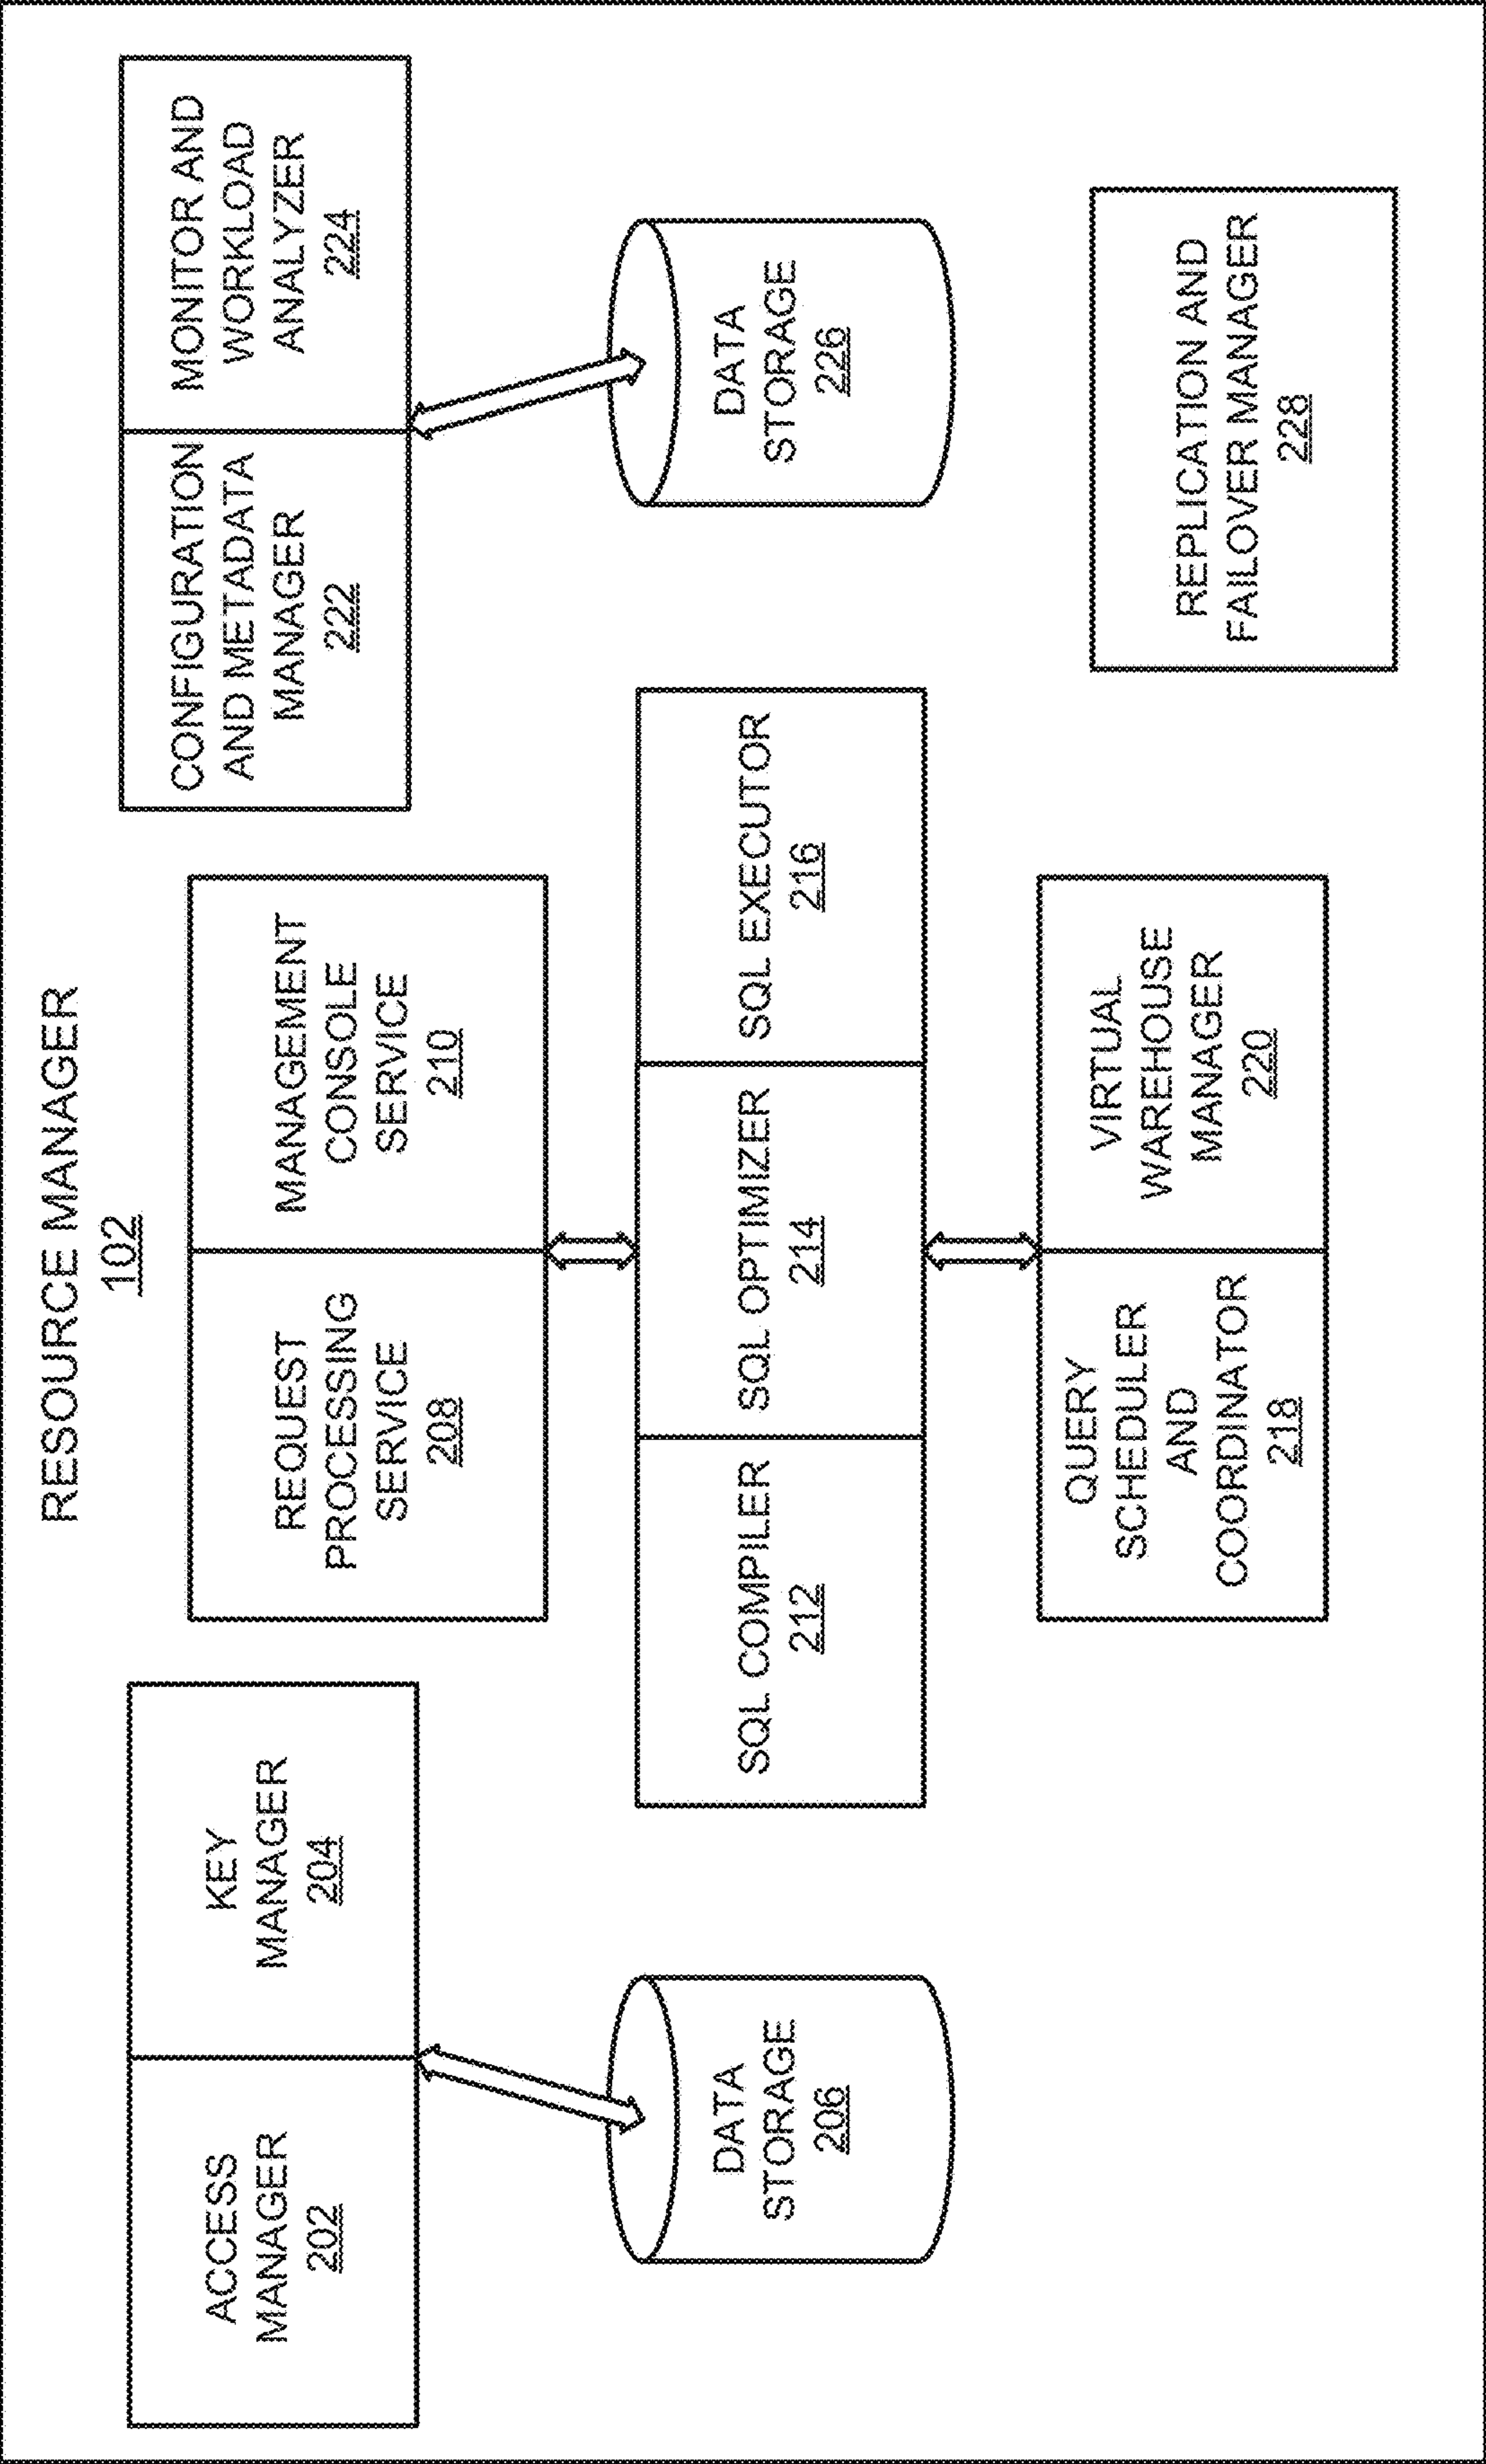 RESOURCE MANAGER
102
ACCESS
MANAGER
202
KEY
MANAGER
204
DATA
STORAGE
206
REQUEST
PROCESSING
SERVICE
208
MANAGEMENT
CONSOLE
SERVICE
210
SQL COMPILER
212
SQL OPTIMIZER
214
SQL EXECUTOR
216
QUERY
SCHEDULER
AND
COORDINATOR
218
VIRTUAL
WAREHOUSE
MANAGER
220
CONFIGURATION
AND METADATA
MANAGER
222
MONITOR AND
WORKLOAD
ANALYZER
224
DATA
STORAGE
226
REPLICATION AND
FAILOVER MANAGER
228